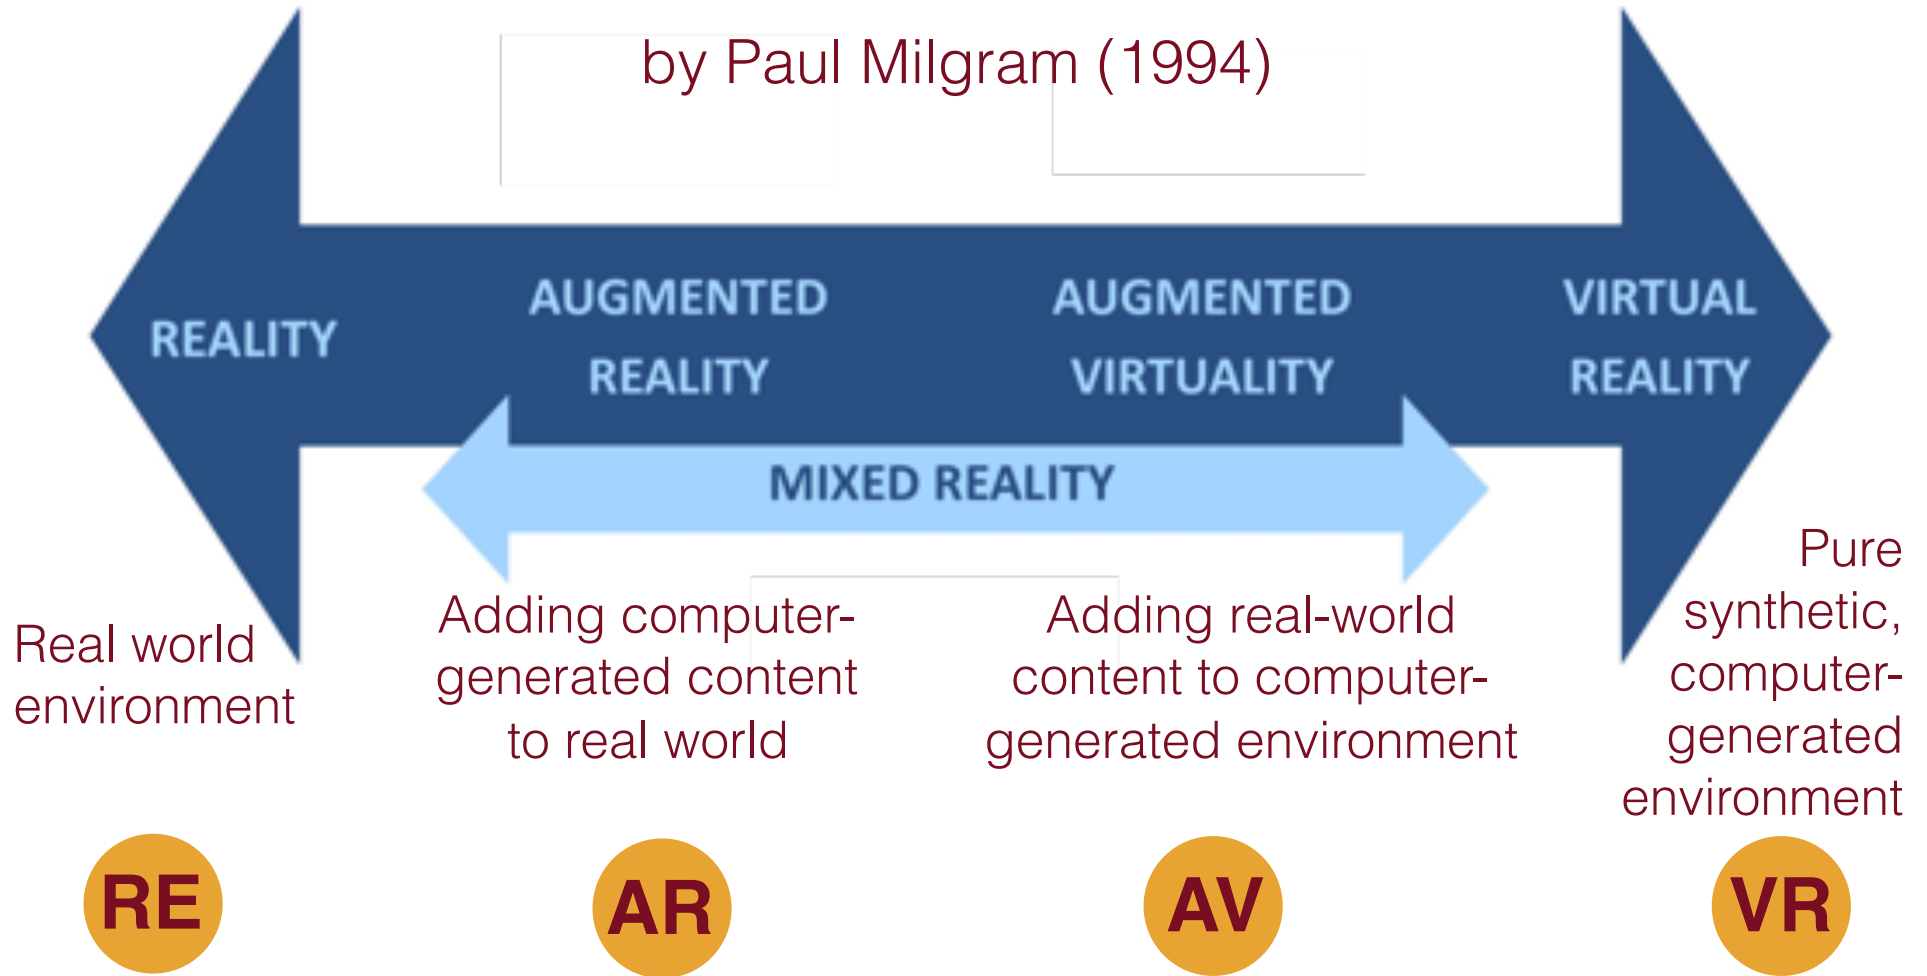 by Paul Milgram (1994)
REALITY
AUGMENTED
REALITY
AUGMENTED
VIRTUALITY
VIRTUAL
REALITY
MIXED REALITY
Real world
environment
Adding computer-
generated content
to real world
Adding real-world
content to computer-
generated environment
Pure
synthetic,
computer-
generated
environment
RE
AR
AV
VR